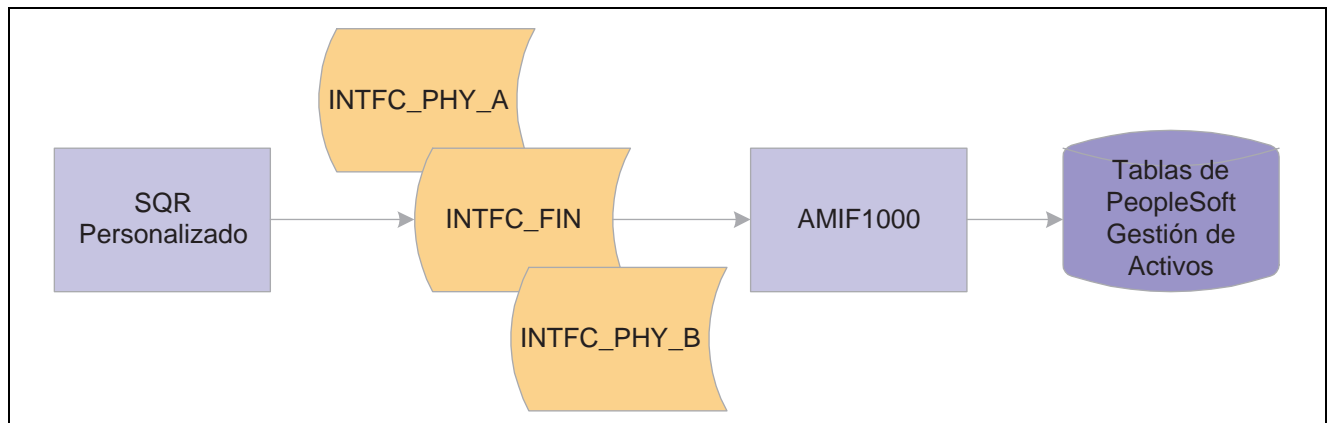 INTFC_PHY_A
SQR
Personalizado
INTFC_FIN
AMIF1000
Tablas de
PeopleSoft
Gestión de
Activos
INTFC_PHY_B